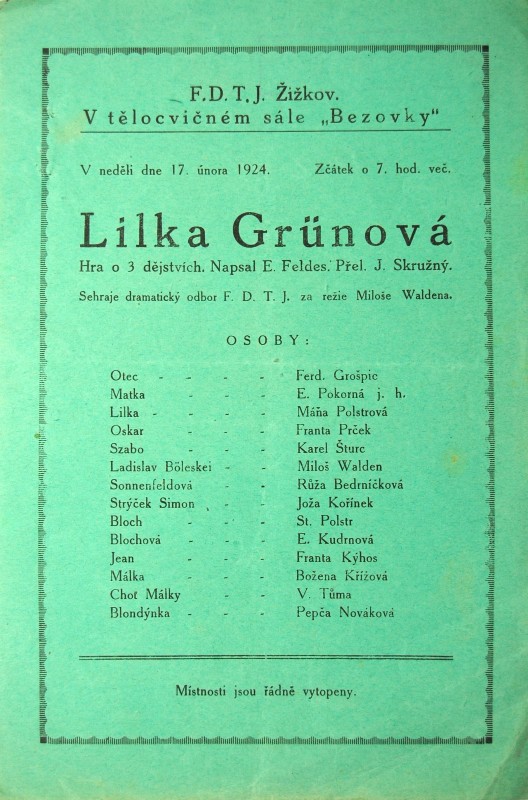 F.D.T.J. Žižkov.
V tělocvičném sále „Bezovky“
V neděli dne 17. února 1924. Zčátek o 7. hod. več.
Lilka Grünová
Hra o 3 dějstvích. Napsal E. Feldes. Přel. J. Skružný.
Sehraje dramatický odbor F. D. T. J. za režie Miloše Waldena.
OSOBY:
Otec - - - - Ferd. Grošpic
Matka - - - - E. Pokorná j. h.
Lilka - - - - Máňa Polstrová
Oskar - - - Franta Prček
Szabo - - - Karel Šturc
Ladislav Böleskei - - Miloš Walden
Sonnenfeldová - - Růža Bedrníčková
Strýček Simon - - Joža Kořínek
Bloch - - - St. Polstr
Blochová - - - E. Kudrnová
Jean - - - Franta Kýhos
Málka - - - Božena Křížová
Choť Málky - - V. Tůma
Blondýnka - - - Pepča Nováková
Místnosti jsou řádně vytopeny.